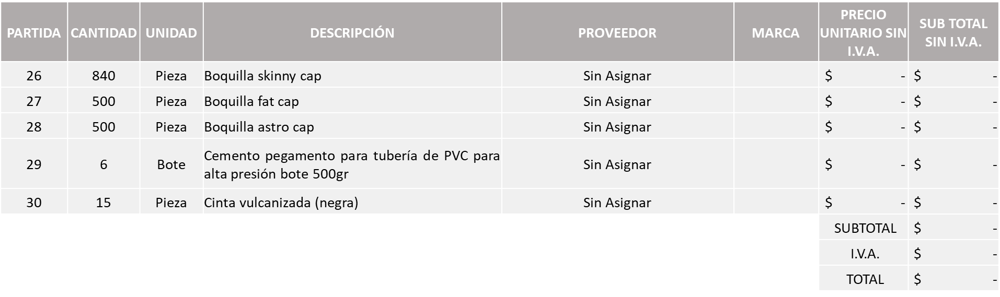 PARTIDA CANTIDAD UNIDAD DESCRIPCIÓN PROVEEDOR MARCA PRECIO UNITARIO SIN I.V.A. SUB TOTAL SIN I.V.A.
26 840 Pieza Boquilla skinny cap Sin Asignar $ - $ -
27 500 Pieza Boquilla fat cap Sin Asignar $ - $ -
28 500 Pieza Boquilla astro cap Sin Asignar $ - $ -
29 6 Bote Cemento pegamento para tubería de PVC para alta presión bote 500gr Sin Asignar $ - $ -
30 15 Pieza Cinta vulcanizada (negra) Sin Asignar $ - $ -
SUBTOTAL $ -
I.V.A. $ -
TOTAL $ -